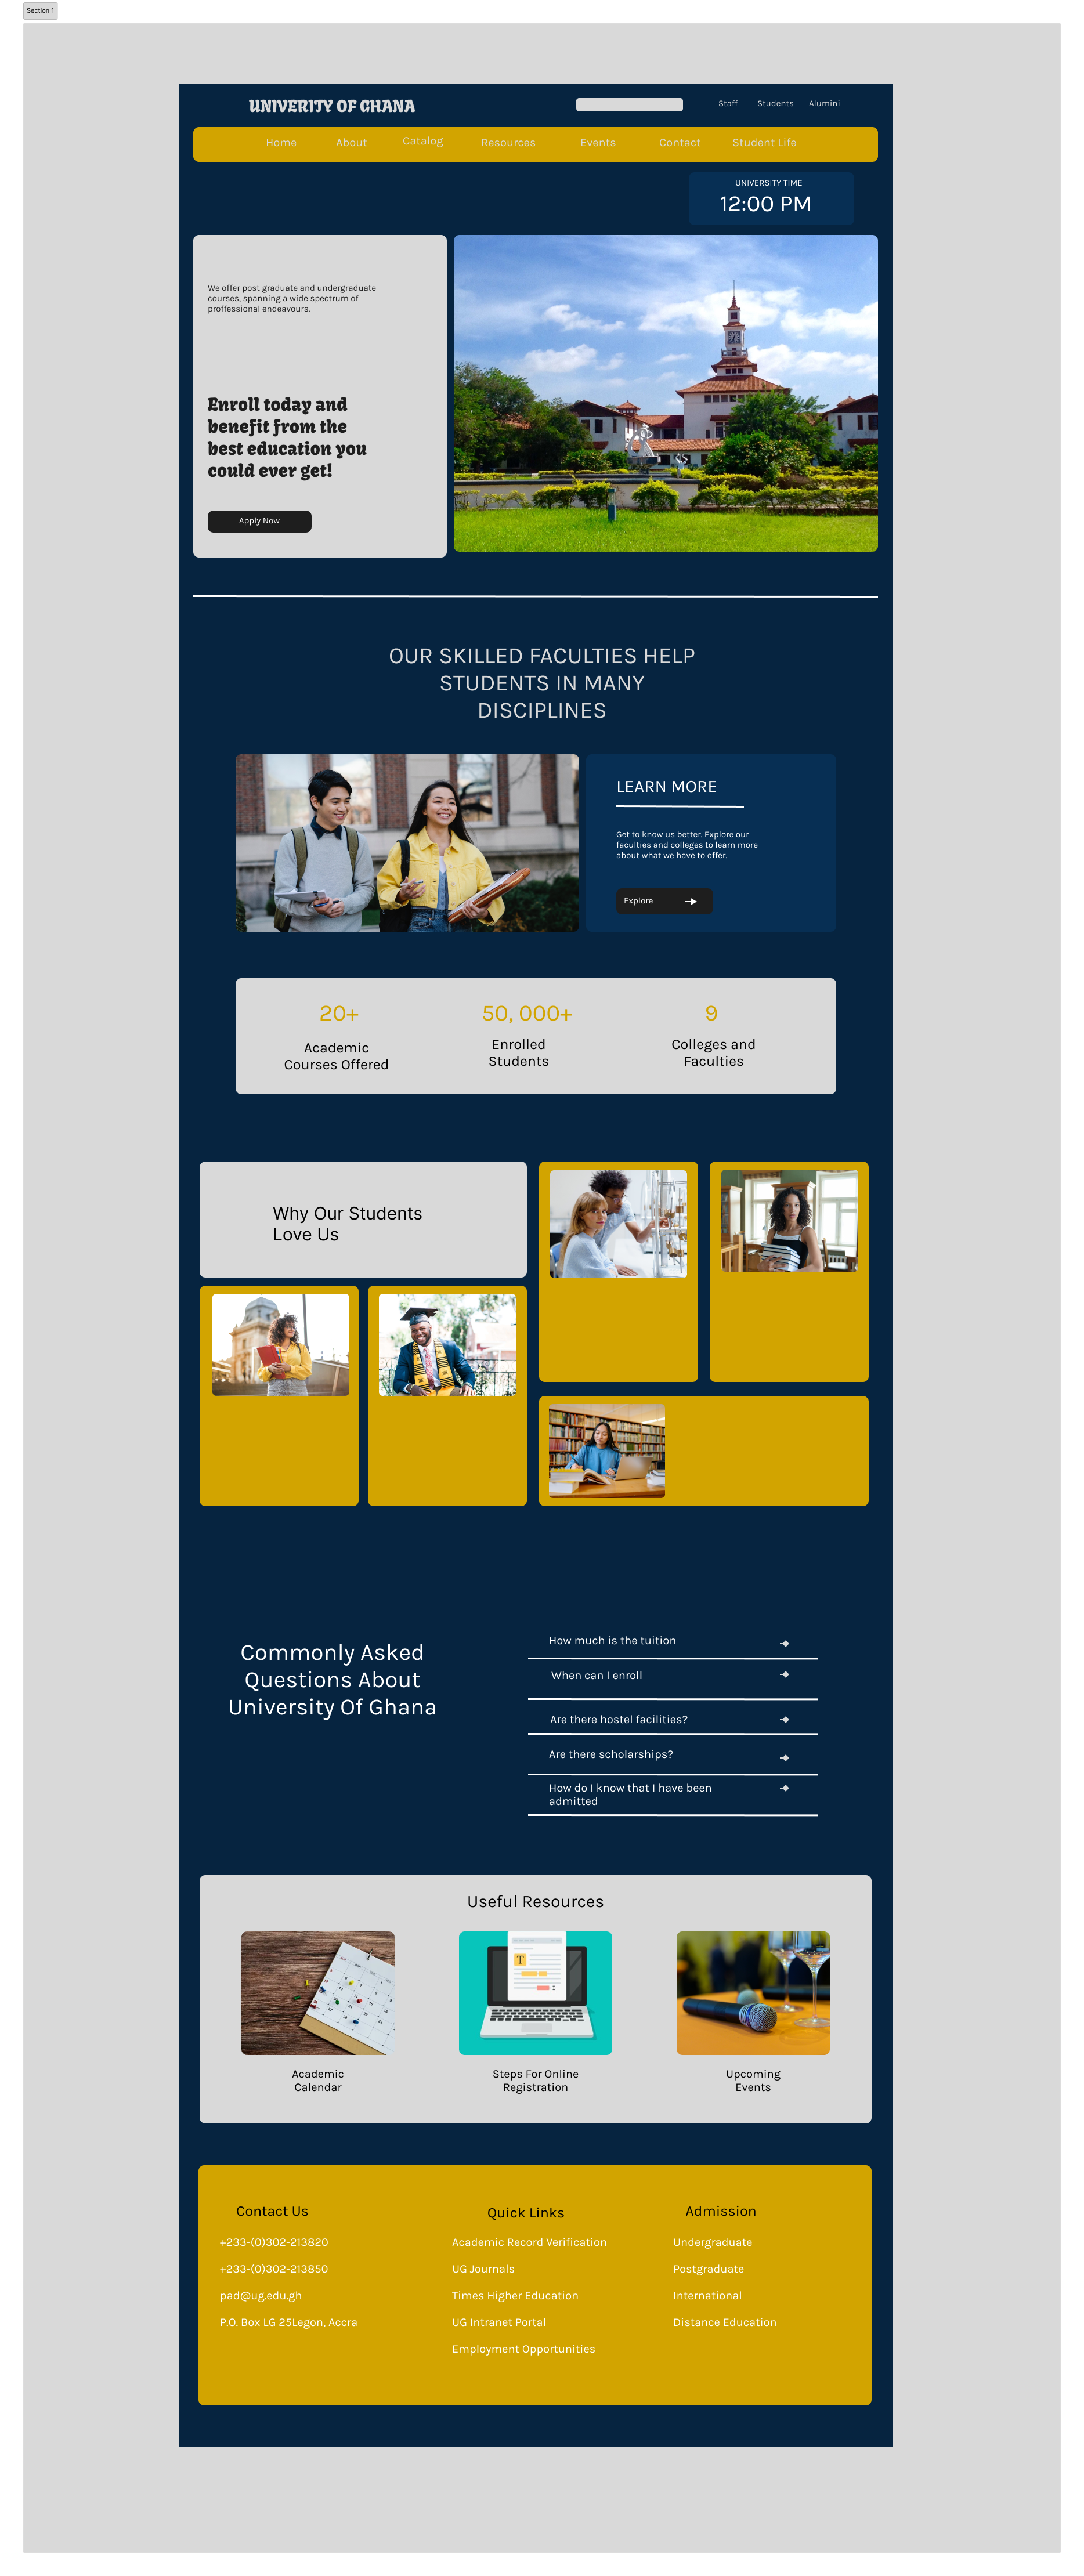 Section 1
UNIVERITY OF GHANA
Staff Students Alumini
Home About Catalog Resources Events Contact Student Life
UNIVERSITY TIME
12:00 PM
We offer post graduate and undergraduate
courses, spanning a wide spectrum of
proffessional endeavours.
Enroll today and
benefit from the
best education you
could ever get!
Apply Now
OUR SKILLED FACULTIES HELP
STUDENTS IN MANY
DISCIPLINES
LEARN MORE
Get to know us better. Explore our
faculties and colleges to learn more
about what we have to offer.
Explore
20+
Academic
Courses Offered
50, 000+
Enrolled
Students
9
Colleges and
Faculties
Why Our Students
Love Us
Commonly Asked
Questions About
University Of Ghana
How much is the tuition
When can I enroll
Are there hostel facilities?
Are there scholarships?
How do I know that I have been
admitted
Useful Resources
T
Academic
Calendar
Steps For Online
Registration
Upcoming
Events
Contact Us
+233-(0)302-213820
+233-(0)302-213850
pad@ug.edu.gh
P.O. Box LG 25Legon, Accra
Quick Links
Academic Record Verification
UG Journals
Times Higher Education
UG Intranet Portal
Employment Opportunities
Admission
Undergraduate
Postgraduate
International
Distance Education